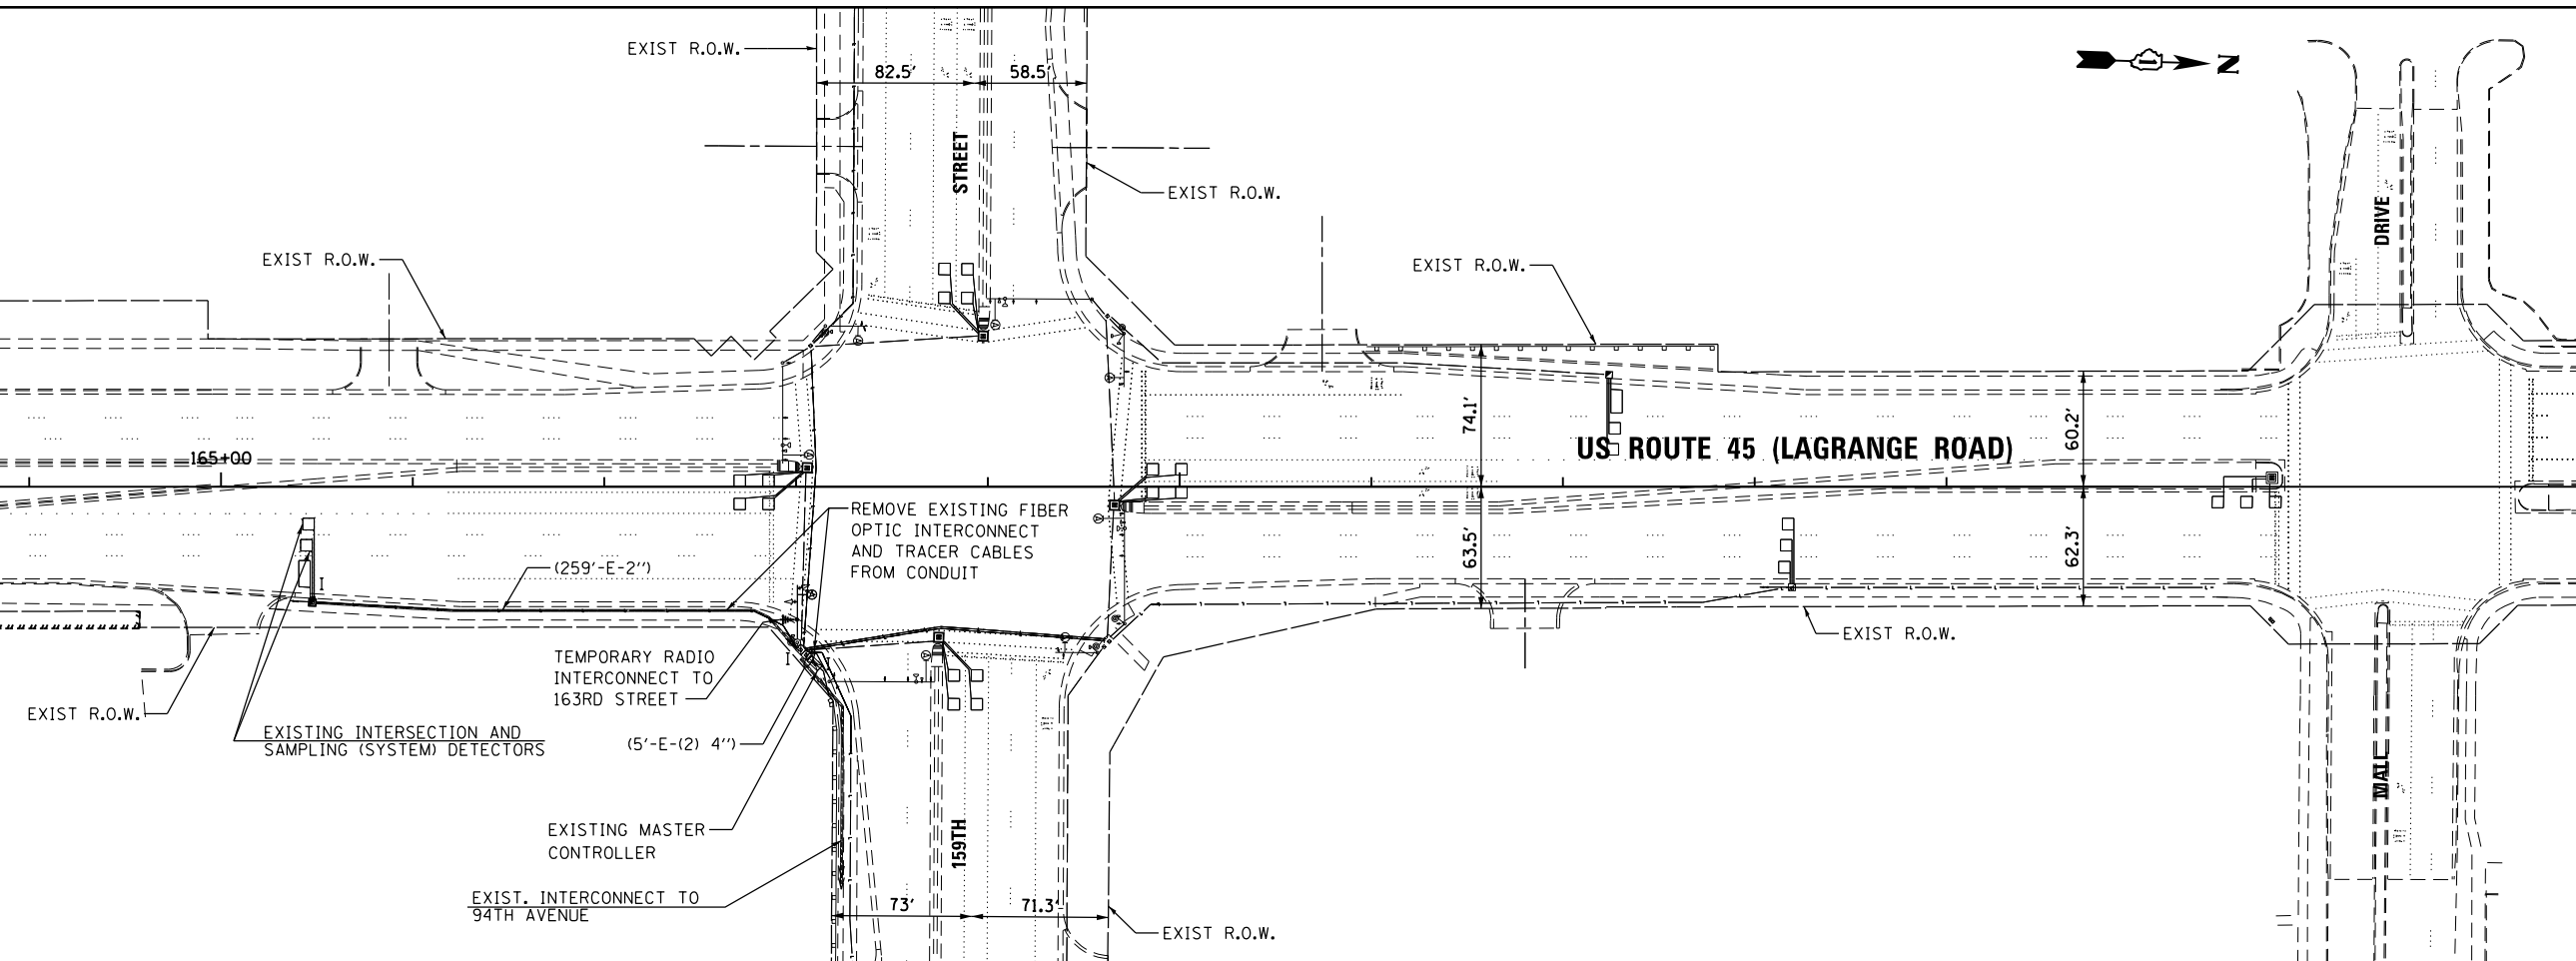 EXIST R.O.W.
82.5'
58.5'
N
STREET
EXIST R.O.W.
DRIVE
EXIST R.O.W.
EXIST R.O.W.
74.1'
60.2'
US ROUTE 45 (LAGRANGE ROAD)
165+00
REMOVE EXISTING FIBER
OPTIC INTERCONNECT
AND TRACER CABLES
FROM CONDUIT
63.5'
62.3'
(259'-E-2")
I
EXIST R.O.W.
TEMPORARY RADIO
INTERCONNECT TO
163RD STREET
I
EXIST R.O.W.
EXISTING INTERSECTION AND
SAMPLING (SYSTEM) DETECTORS
(5'-E-(2) 4")
MALL
EXISTING MASTER
CONTROLLER
159TH
EXIST. INTERCONNECT TO
94TH AVENUE
73'
71.3'
EXIST R.O.W.